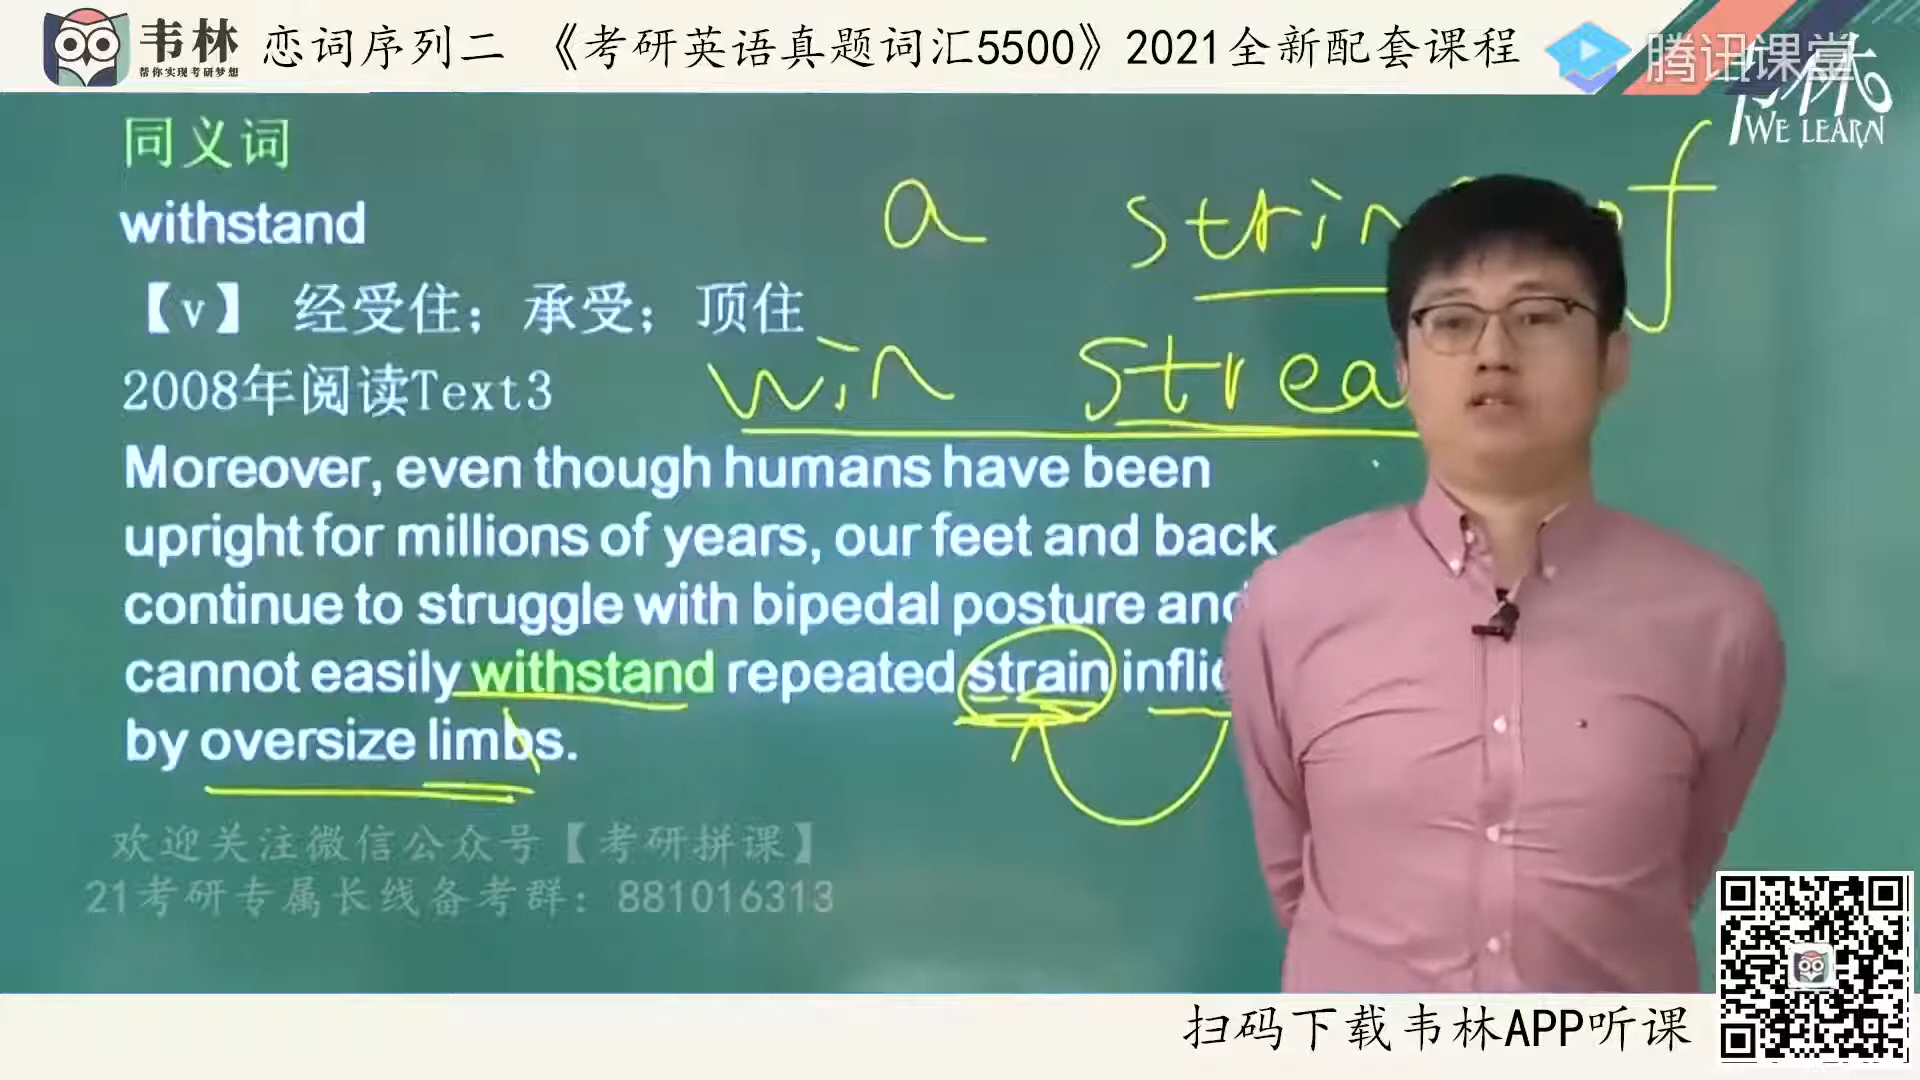 韦林
帮你实现考研梦想
恋词序列二 《考研英语真题词汇5500》2021全新配套课程
腾讯课堂
WE LEARN
同义词
withstand
【v】 经受住；承受；顶住
a of
win
2008年阅读Text3
Moreover, even though humans have been
upright for millions of years, our feet and back
continue to struggle with bipedal posture and
cannot easily withstand repeated strain
by oversize limbs.
欢迎关注微信公众号【考研拼课】
21考研专属长线备考群：881016313
扫码下载韦林APP听课